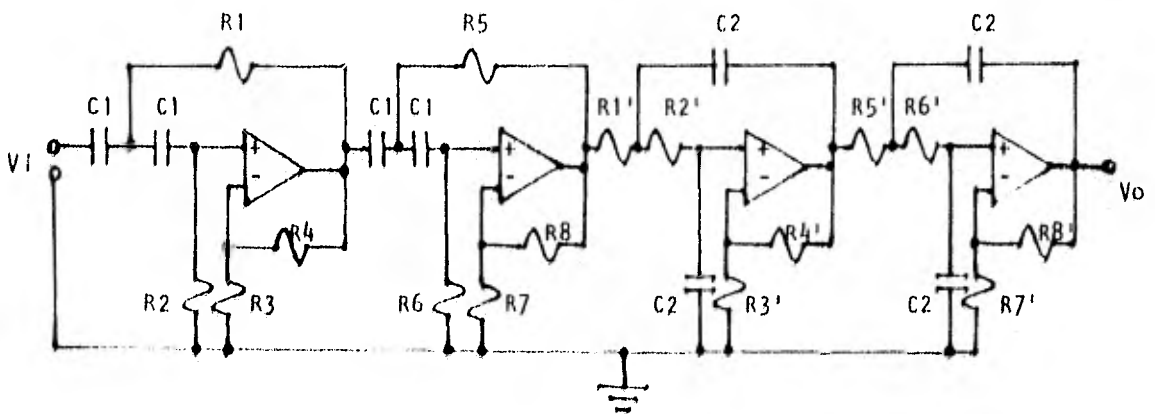 R1 R5 C2 C2
C1 C1 C1 C1 R1' R2' R5' R6'
+ + + +
Vi - - - - Vo
R4 R8 R4' R8'
R2 R3 R6 R7 C2 R3' C2 R7'